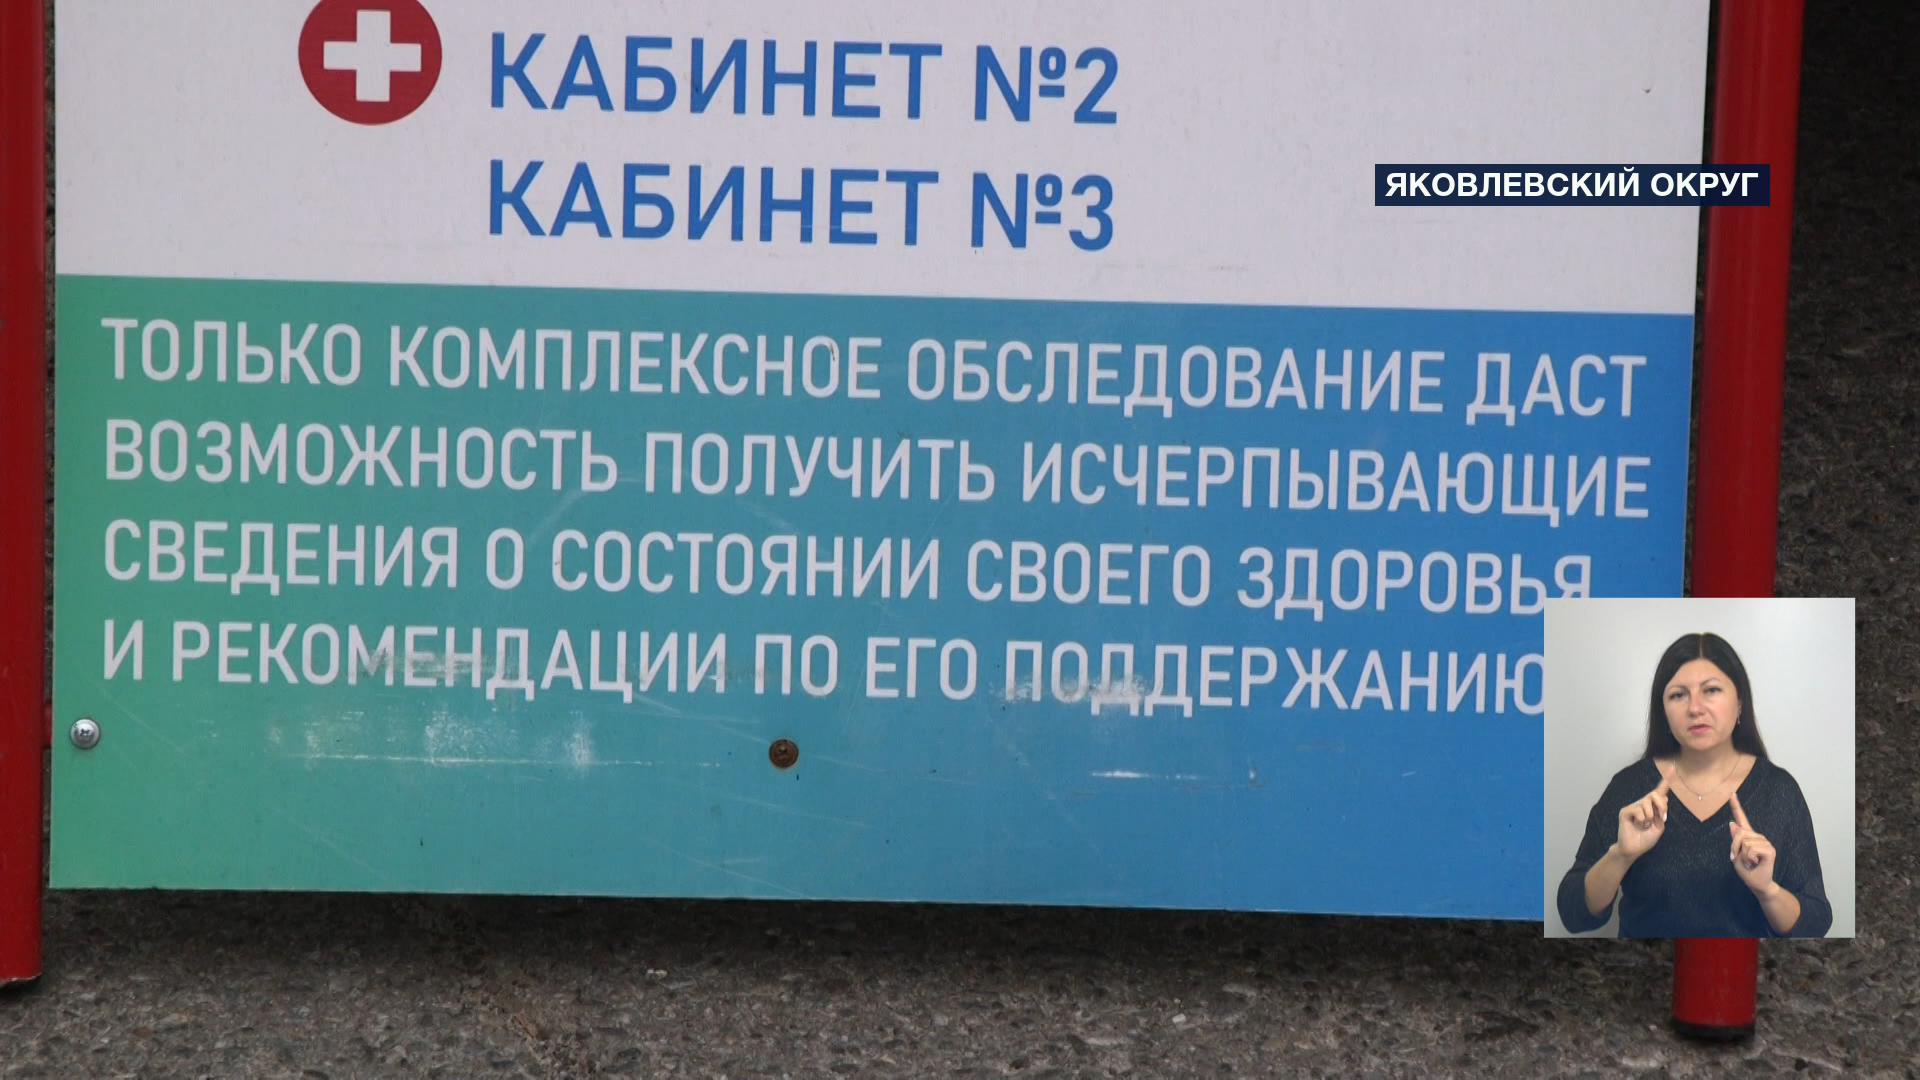 КАБИНЕТ №2
КАБИНЕТ №3
ЯКОВЛЕВСКИЙ ОКРУГ
ТОЛЬКО КОМПЛЕКСНОЕ ОБСЛЕДОВАНИЕ ДАСТ
ВОЗМОЖНОСТЬ ПОЛУЧИТЬ ИСЧЕРПЫВАЮЩИЕ
СВЕДЕНИЯ О СОСТОЯНИИ СВОЕГО ЗДОРОВЬЯ
И РЕКОМЕНДАЦИИ ПО ЕГО ПОДДЕРЖАНИЮ